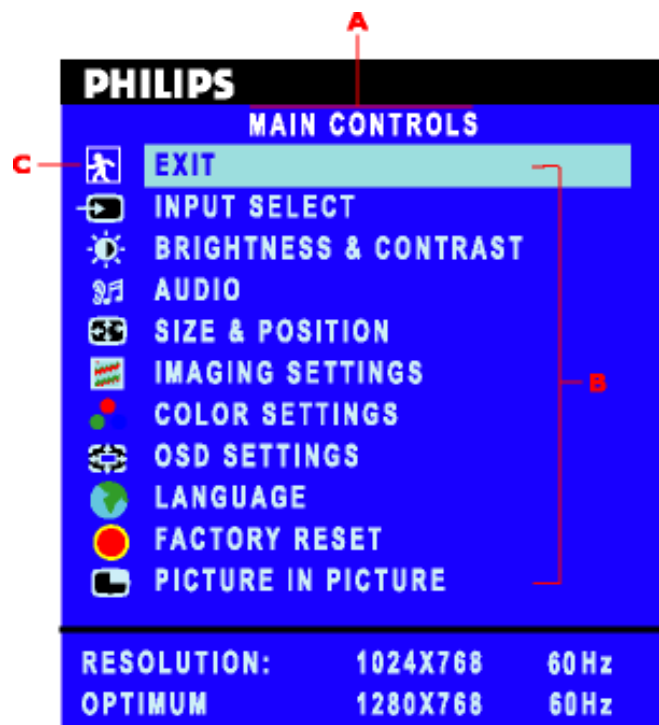 A
PHILIPS
MAIN CONTROLS
C
EXIT
INPUT SELECT
BRIGHTNESS & CONTRAST
AUDIO
SIZE & POSITION
IMAGING SETTINGS
B
COLOR SETTINGS
OSD SETTINGS
LANGUAGE
FACTORY RESET
PICTURE IN PICTURE
RESOLUTION: 1024X768 60Hz
OPTIMUM 1280X768 60Hz